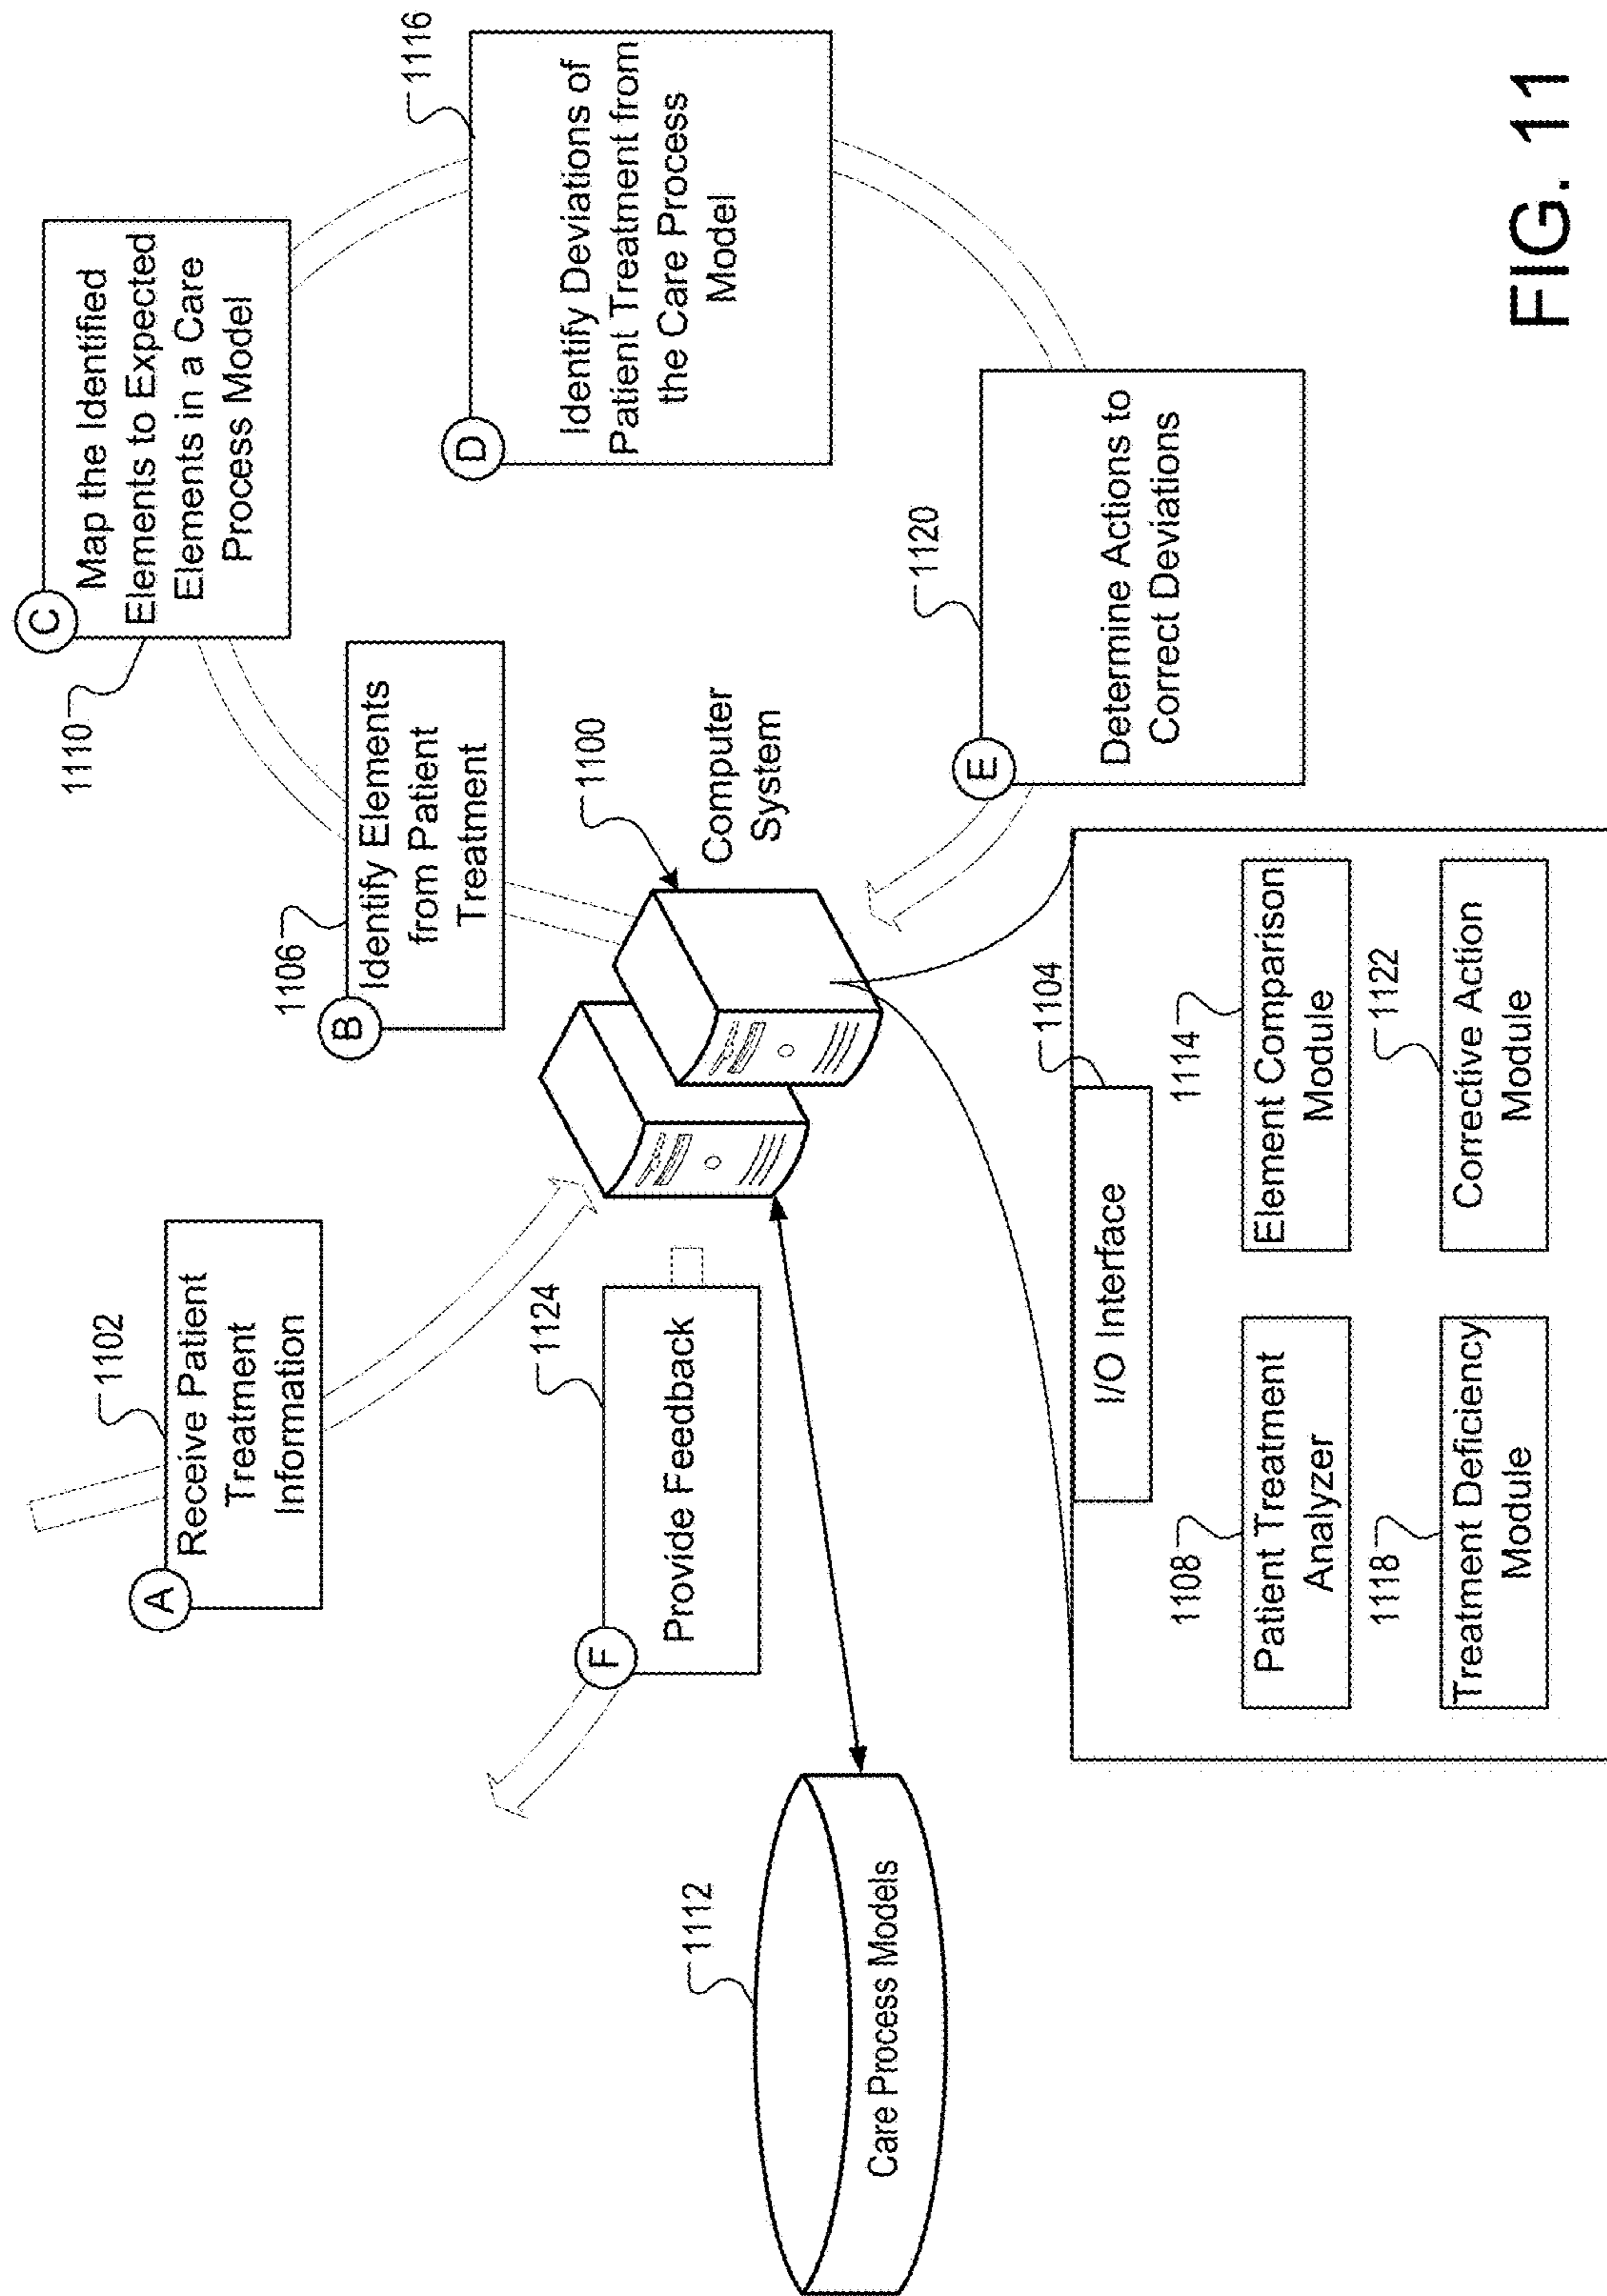 A
1102
Receive Patient
Treatment
Information
B
1106
Identify Elements
from Patient
Treatment
C
1110
Map the Identified
Elements to Expected
Elements in a Care
Process Model
D
1116
Identify Deviations of
Patient Treatment from
the Care Process
Model
E
1120
Determine Actions to
Correct Deviations
F
1124
Provide Feedback
1100
Computer
System
1112
Care Process Models
1104
I/O Interface
1108
Patient Treatment
Analyzer
1114
Element Comparison
Module
1118
Treatment Deficiency
Module
1122
Corrective Action
Module
FIG. 11